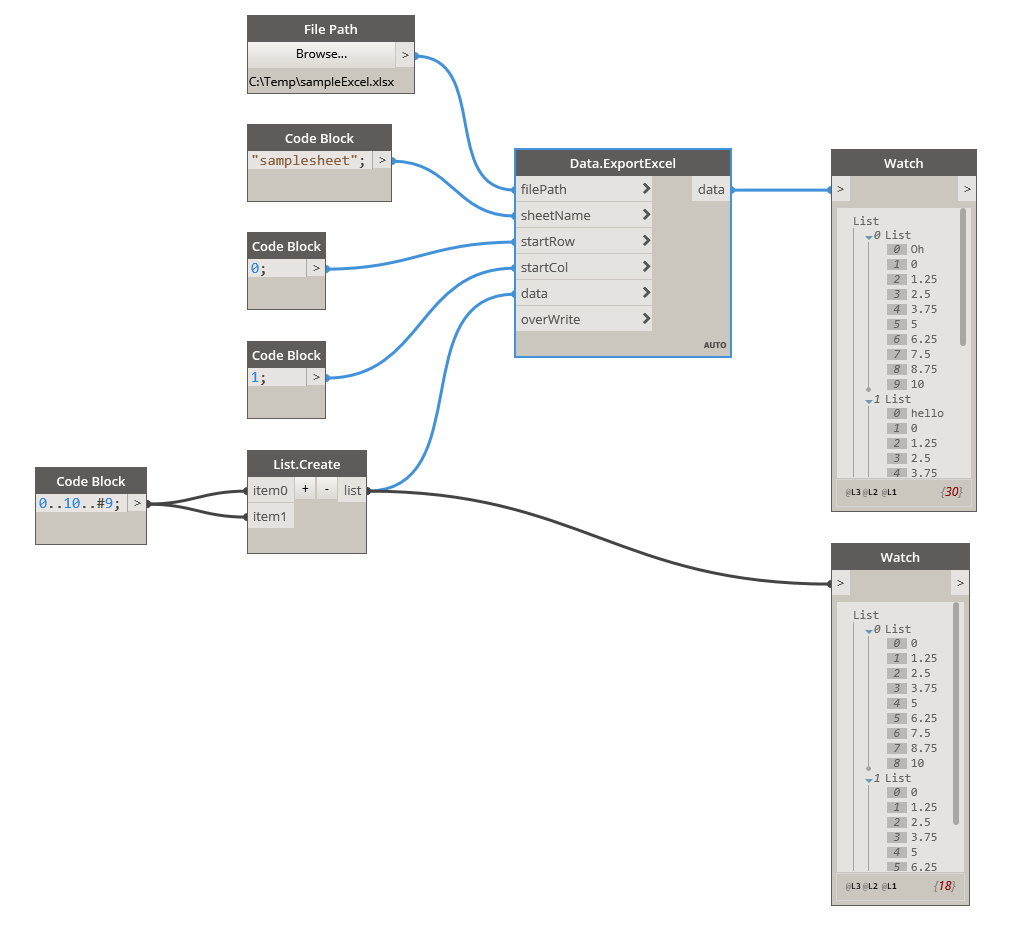 File Path
Browse... >
C:\Temp\sampleExcel.xlsx
Code Block
"samplesheet"; >
Code Block
0; >
Code Block
1; >
Code Block
0..10..#9; >
List.Create
item0 + - list
item1
Data.ExportExcel
filePath data
sheetName
startRow
startCol
data
overWrite
AUTO
Watch
> >
List
0 List
0 Oh
1 0
2 1.25
3 2.5
4 3.75
5 5
6 6.25
7 7.5
8 8.75
9 10
1 List
0 hello
1 0
2 1.25
3 2.5
4 3.75
@L3 @L2 @L1 {30}
Watch
> >
List
0 List
0 0
1 1.25
2 2.5
3 3.75
4 5
5 6.25
6 7.5
7 8.75
8 10
1 List
0 0
1 1.25
2 2.5
3 3.75
4 5
5 6.25
@L3 @L2 @L1 {18}